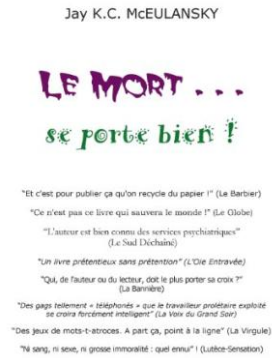 Jay K.C. McEULANSKY
LE MORT . . .
se porte bien !
"Et c'est pour publier ça qu'on recycle du papier !" (Le Barbier)
"Ce n'est pas ce livre qui sauvera le monde !" (Le Globe)
"L'auteur est bien connu des services psychiatriques"
(Le Sud Déchaîné)
"Un livre prétentieux sans prétention" (L'Oie Entravée)
"Qui, de l'auteur ou du lecteur, doit le plus porter sa croix ?"
(La Bannière)
"Des gags tellement « téléphonés » que le travailleur prolétaire exploité
se croira forcément intelligent" (La Voix du Grand Soir)
"Des jeux de mots-t-atroces. A part ça, point à la ligne" (La Virgule)
"Ni sang, ni sexe, ni grosse immoralité : quel ennui" ! (Lutèce-Sensation)